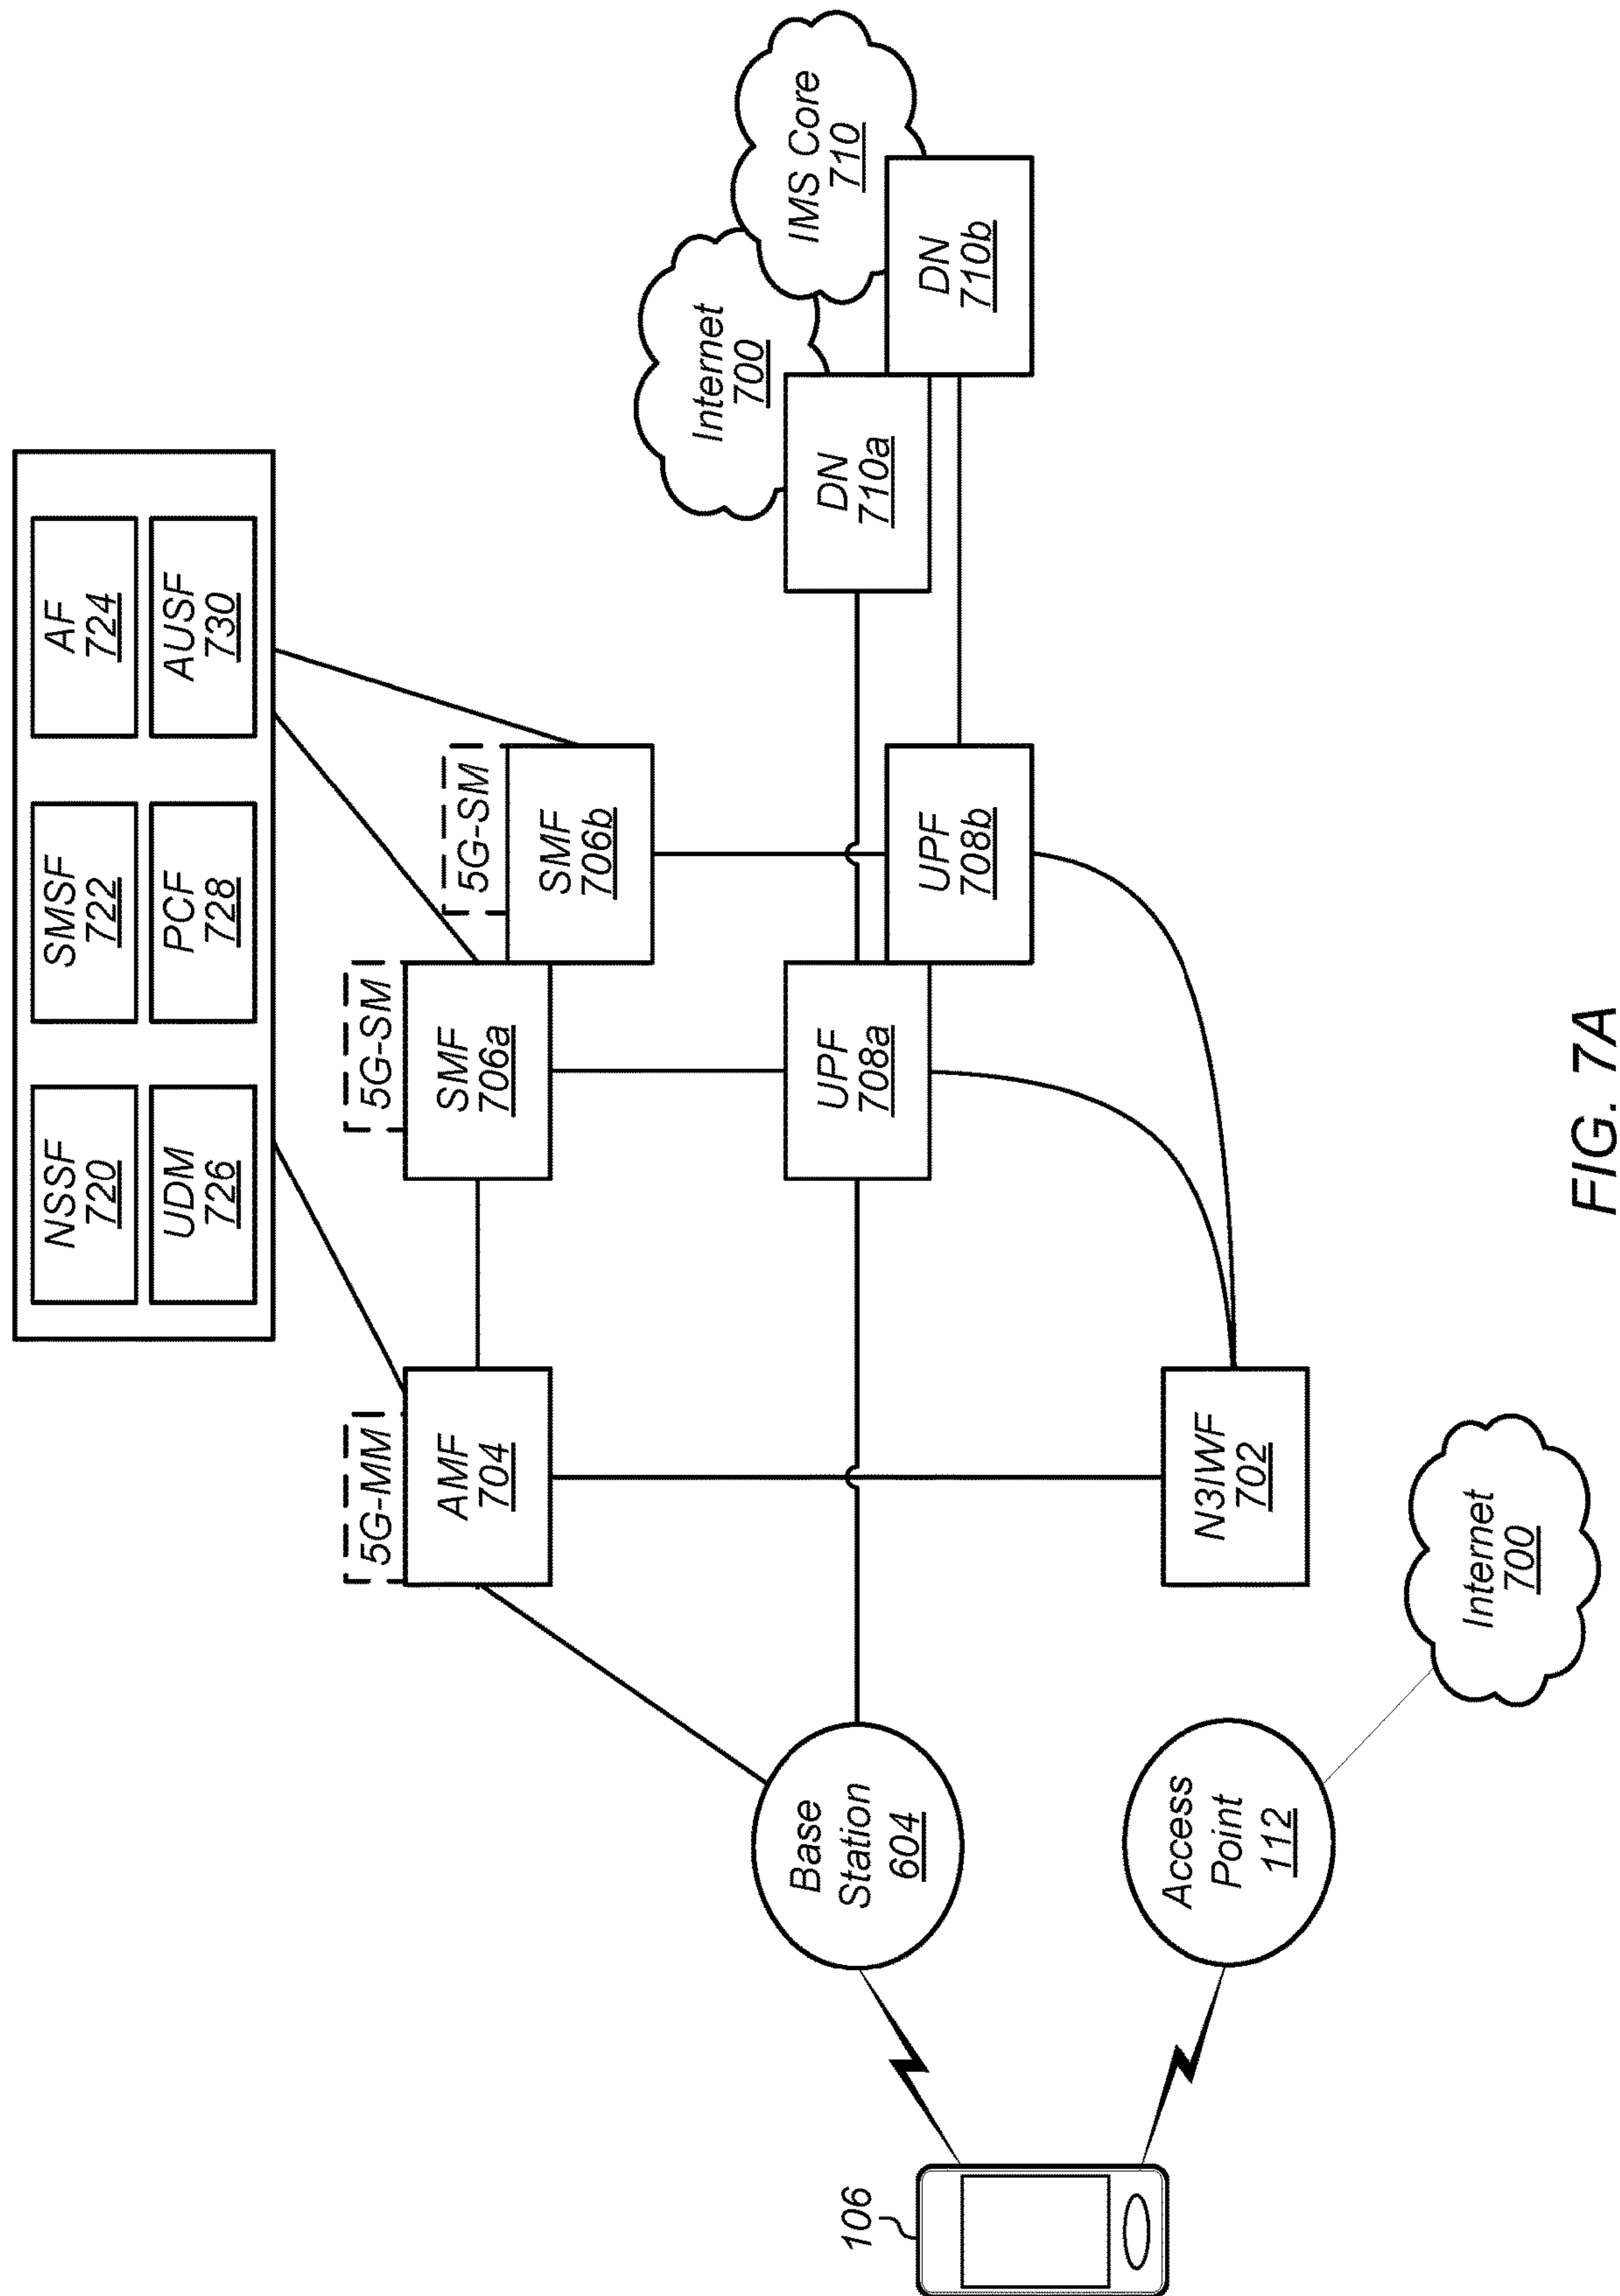 NSSF
720
SMSF
722
AF
724
UDM
726
PCF
728
AUSF
730
5G-MM
AMF
704
5G-SM
SMF
706a
5G-SM
SMF
706b
Internet
700
IMS Core
710
DN
710a
DN
710b
UPF
708a
UPF
708b
Base
Station
604
106
Access
Point
112
N3IWF
702
Internet
700
FIG. 7A